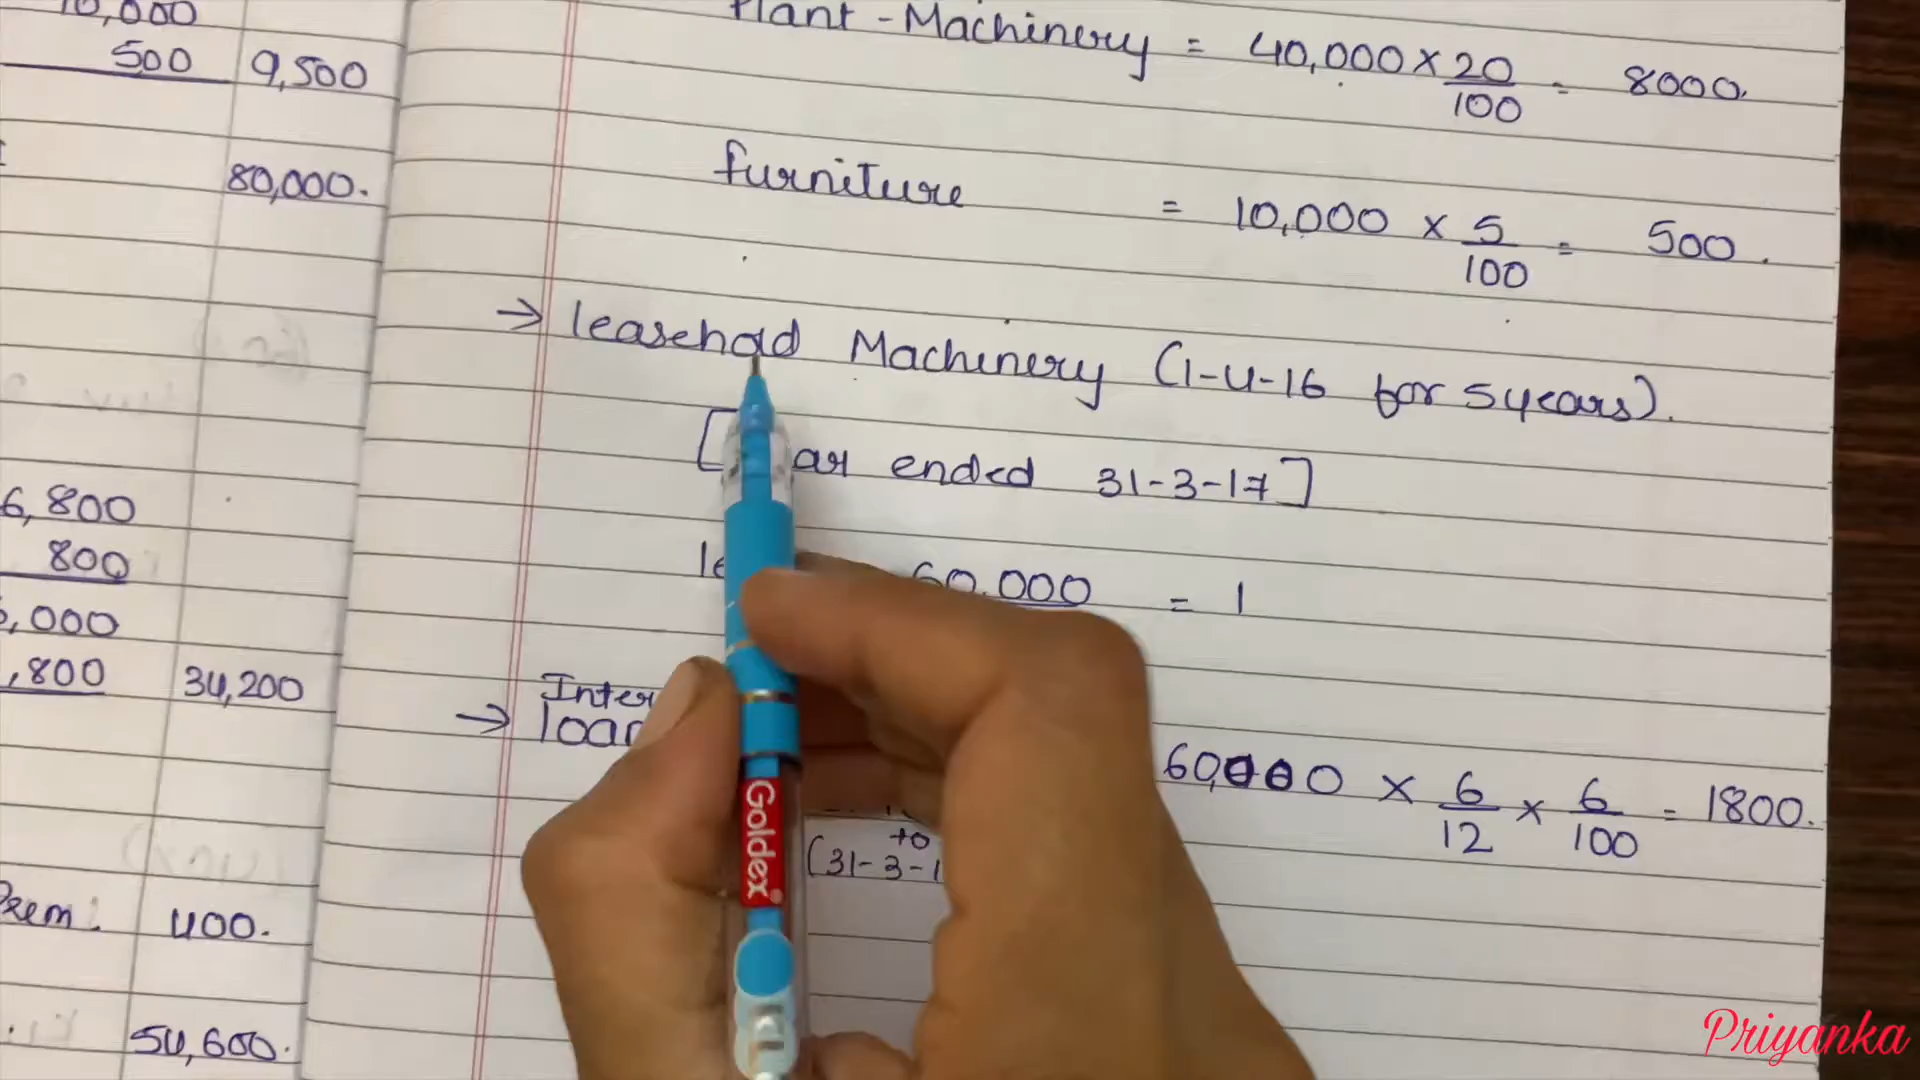 10,000
500 9,500
80,000.
6,800
800
,000
,800 34,200
Prem: 400.
54,600.
Plant - Machinery = 40,000 × 20/100 = 8000.
furniture = 10,000 × 5/100 = 500.
→ leasehold Machinery (1-4-16 for 5 years).
[ ar ended 31-3-17]
60,000 = 1
Inter
→ loan 60,000 × 6/12 × 6/100 = 1800.
to
(31-3-1
Goldex
Priyanka